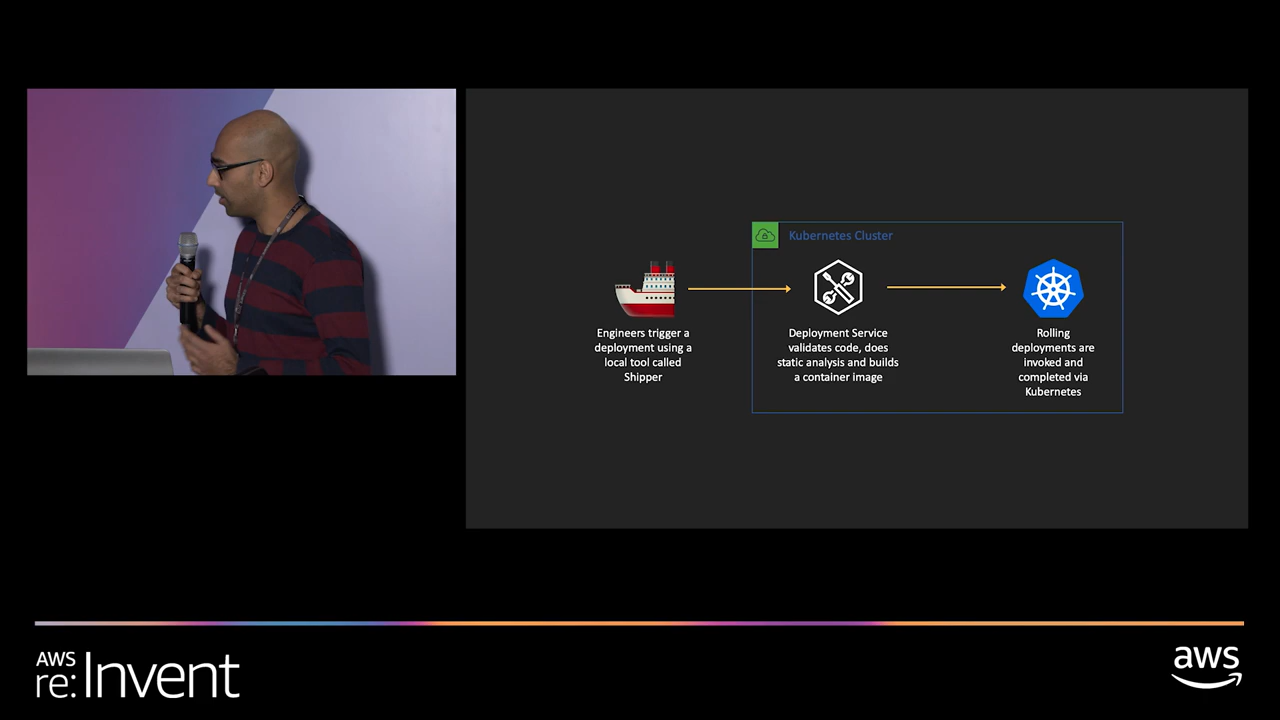 Kubernetes Cluster
Engineers trigger a
deployment using a
local tool called
Shipper
Deployment Service
validates code, does
static analysis and builds
a container image
Rolling
deployments are
invoked and
completed via
Kubernetes
AWS
re:Invent
aws